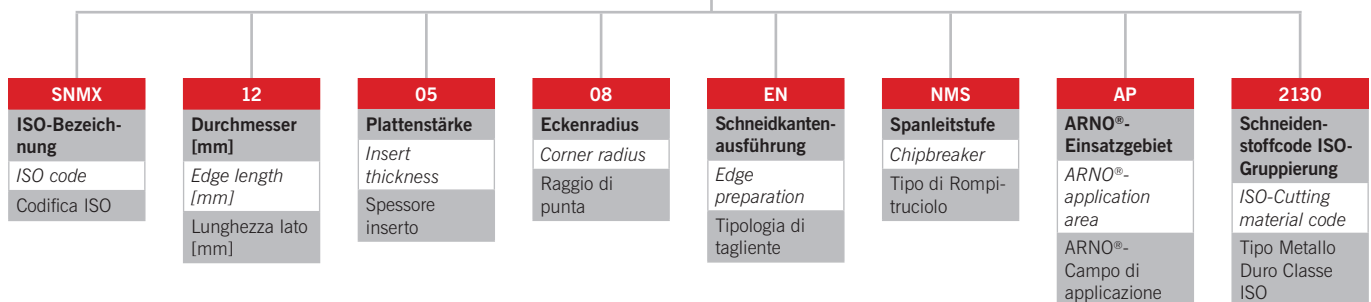 SNMX
ISO-Bezeich-
nung
ISO code
Codifica ISO
12
Durchmesser
[mm]
Edge length
[mm]
Lunghezza lato
[mm]
05
Plattenstärke
Insert
thickness
Spessore
inserto
08
Eckenradius
Corner radius
Raggio di
punta
EN
Schneidkanten-
ausführung
Edge
preparation
Tipologia di
tagliente
NMS
Spanleitstufe
Chipbreaker
Tipo di Rompi-
truciolo
AP
ARNO®-
Einsatzgebiet
ARNO®-
application
area
ARNO®-
Campo di
applicazione
2130
Schneiden-
stoffcode ISO-
Gruppierung
ISO-Cutting
material code
Tipo Metallo
Duro Classe
ISO